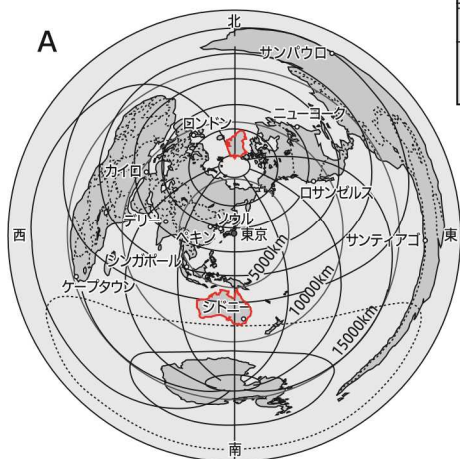 A
北
サンパウロ
ロンドン
ニューヨーク
カイロ
ロサンゼルス
デリー
ソウル
西
ペキン
東京
サンティアゴ
東
シンガポール
5000km
ケープタウン
シドニー
10000km
15000km
南